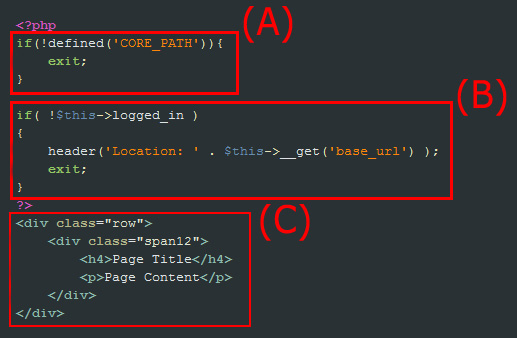 <?php
(A)
if(!defined('CORE_PATH')){
    exit;
}
(B)
if( !$this->logged_in )
{
    header('Location: ' . $this->__get('base_url') );
    exit;
}
?>
(C)
<div class="row">
    <div class="span12">
        <h4>Page Title</h4>
        <p>Page Content</p>
    </div>
</div>